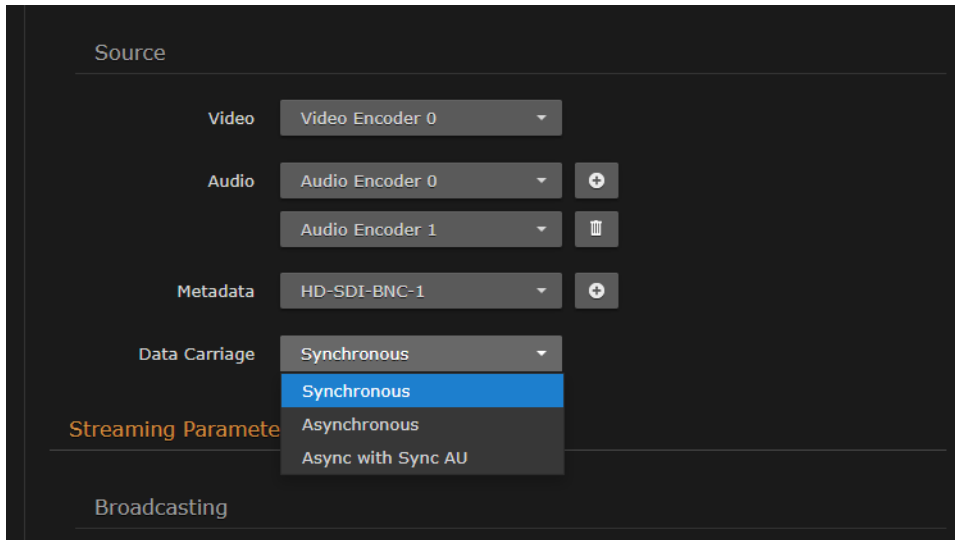 Source
Video Video Encoder 0
Audio Audio Encoder 0
Audio Encoder 1
Metadata HD-SDI-BNC-1
Data Carriage Synchronous
Synchronous
Asynchronous
Async with Sync AU
Streaming Paramete
Broadcasting